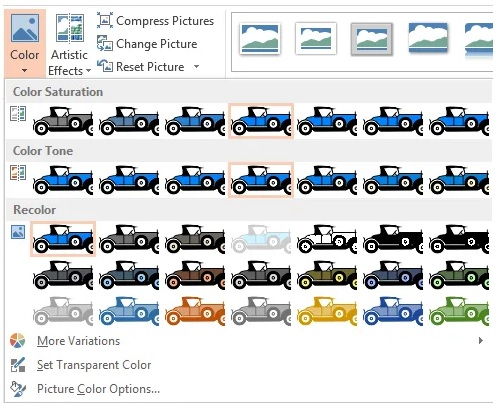 Color
Artistic
Effects
Compress Pictures
Change Picture
Reset Picture
Color Saturation
Color Tone
Recolor
More Variations
Set Transparent Color
Picture Color Options...